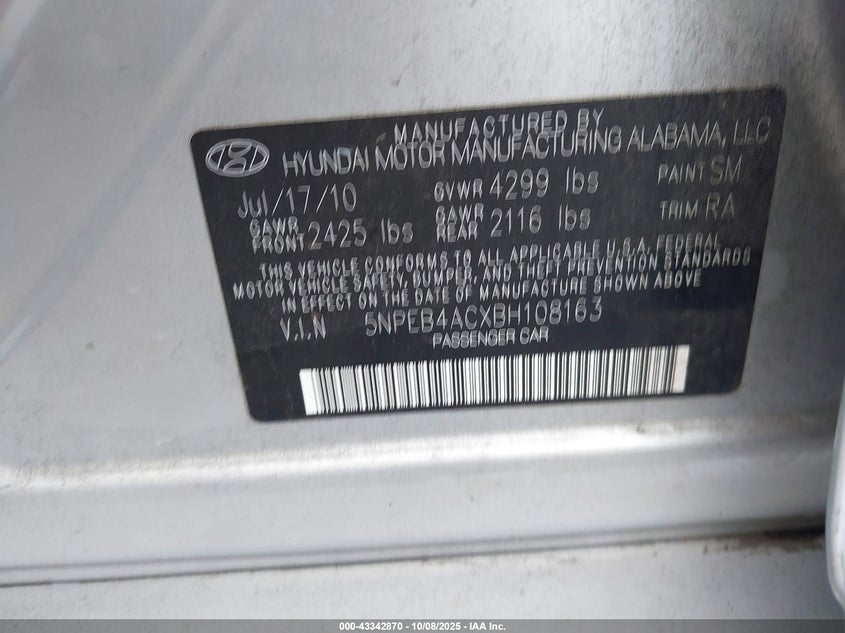 MANUFACTURED BY
HYUNDAI MOTOR MANUFACTURING ALABAMA, LLC
Jul/17/10 GVWR 4299 lbs PAINT SM
GAWR FRONT 2425 lbs GAWR REAR 2116 lbs TRIM RA
THIS VEHICLE CONFORMS TO ALL APPLICABLE U.S.A. FEDERAL
MOTOR VEHICLE SAFETY, BUMPER, AND THEFT PREVENTION STANDARDS
IN EFFECT ON THE DATE OF MANUFACTURE SHOWN ABOVE.
V.I.N 5NPEB4ACXBH108163
PASSENGER CAR
000-43342870 - 10/08/2025 - IAA Inc.